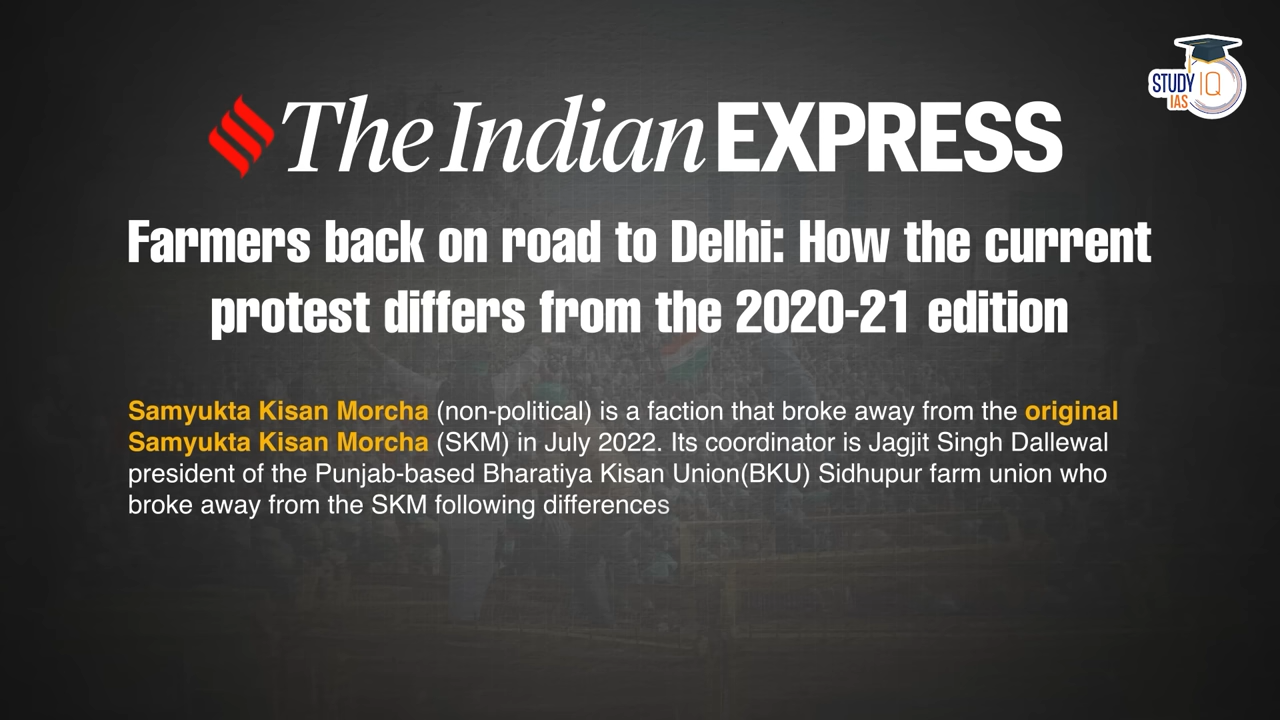 STUDY IQ
IAS
The Indian EXPRESS
Farmers back on road to Delhi: How the current
protest differs from the 2020-21 edition
Samyukta Kisan Morcha (non-political) is a faction that broke away from the original
Samyukta Kisan Morcha (SKM) in July 2022. Its coordinator is Jagjit Singh Dallewal
president of the Punjab-based Bharatiya Kisan Union(BKU) Sidhupur farm union who
broke away from the SKM following differences